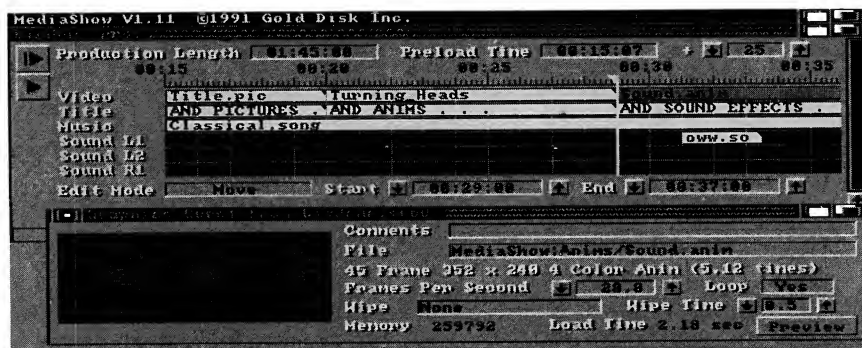 MediaShow V1.11 ©1991 Gold Disk Inc.
Production Length 01:45:00 Preload Time 00:15:07 + 25
00:15 00:20 00:25 00:30 00:35
Video Title.pic Turning Heads Sound.anim
Title AND PICTURES . AND ANIMS . . . AND SOUND EFFECTS .
Music Classical.song
Sound L1 oww.so
Sound L2
Sound R1
Edit Mode Move Start 00:29:00 End 00:37:00
Comments
File MediaShow:Anims/Sound.anim
45 Frame 352 x 240 4 Color Anim (5.12 times)
Frames Per Second 20.0 Loop Yes
Wipe None Wipe Time 0.5
Memory 259792 Load Time 2.18 sec Preview